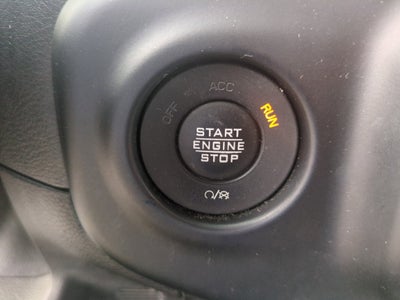 OFF
ACC
RUN
START
ENGINE
STOP